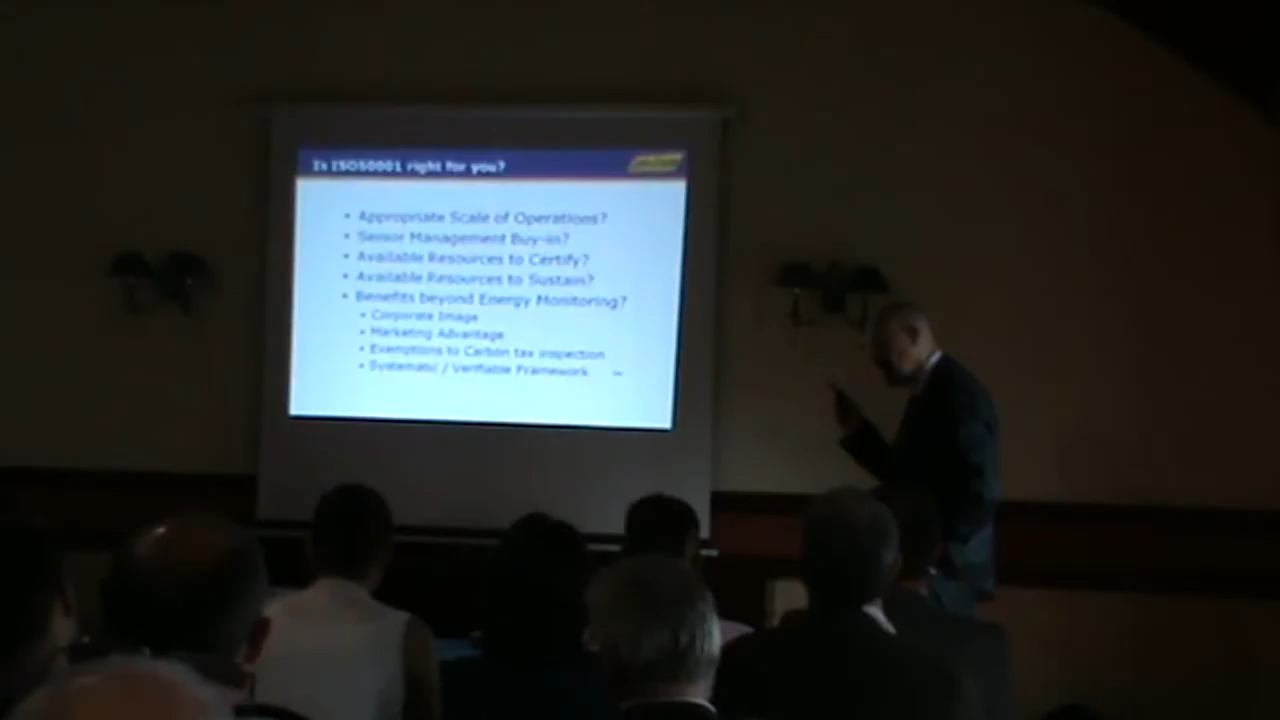 Is ISO50001 right for you?
• Appropriate Scale of Operations?
• Senior Management Buy-in?
• Available Resources to Certify?
• Available Resources to Sustain?
• Benefits beyond Energy Monitoring?
• Corporate Image
• Marketing Advantage
• Exemptions to Carbon tax inspection
• Systematic / Verifiable Framework